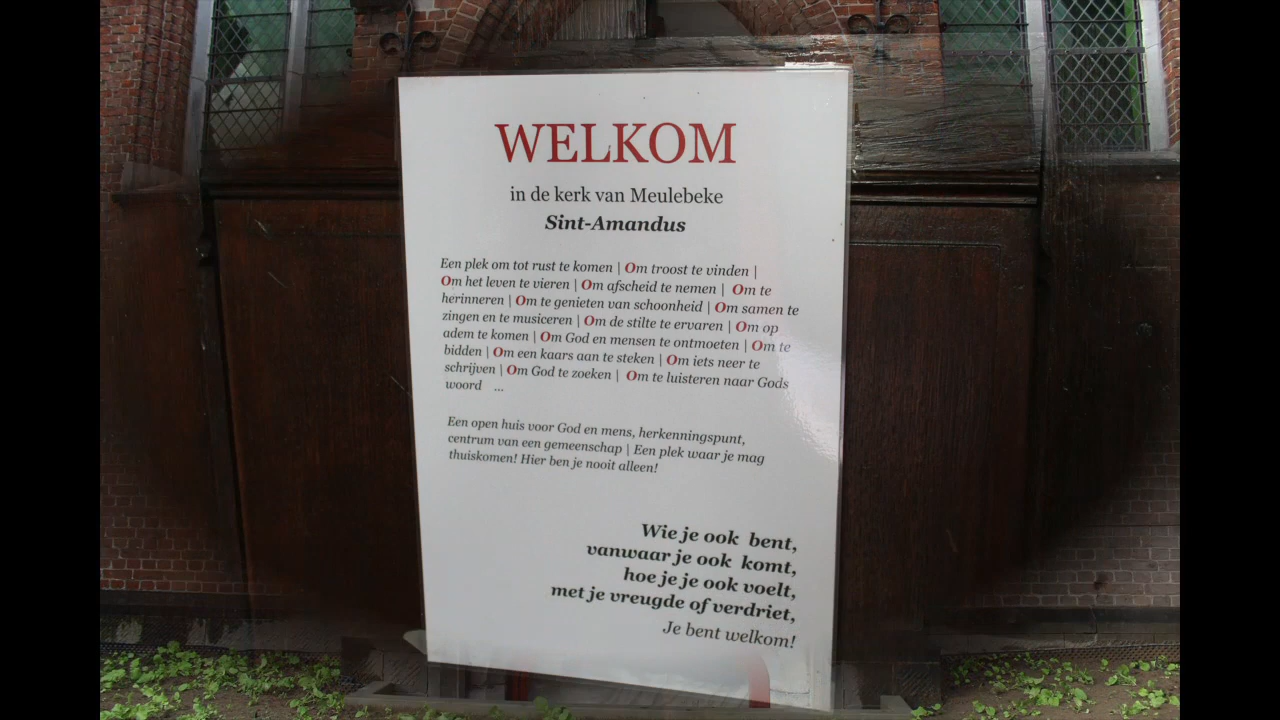 WELKOM
in de kerk van Meulebeke
Sint-Amandus
Een plek om tot rust te komen | Om troost te vinden |
Om het leven te vieren | Om afscheid te nemen | Om te
herinneren | Om te genieten van schoonheid | Om samen te
zingen en te musiceren | Om de stilte te ervaren | Om op
adem te komen | Om God en mensen te ontmoeten | Om te
bidden | Om een kaars aan te steken | Om iets neer te
schrijven | Om God te zoeken | Om te luisteren naar Gods
woord ...
Een open huis voor God en mens, herkenningspunt,
centrum van een gemeenschap | Een plek waar je mag
thuiskomen! Hier ben je nooit alleen!
Wie je ook bent,
vanwaar je ook komt,
hoe je je ook voelt,
met je vreugde of verdriet,
Je bent welkom!